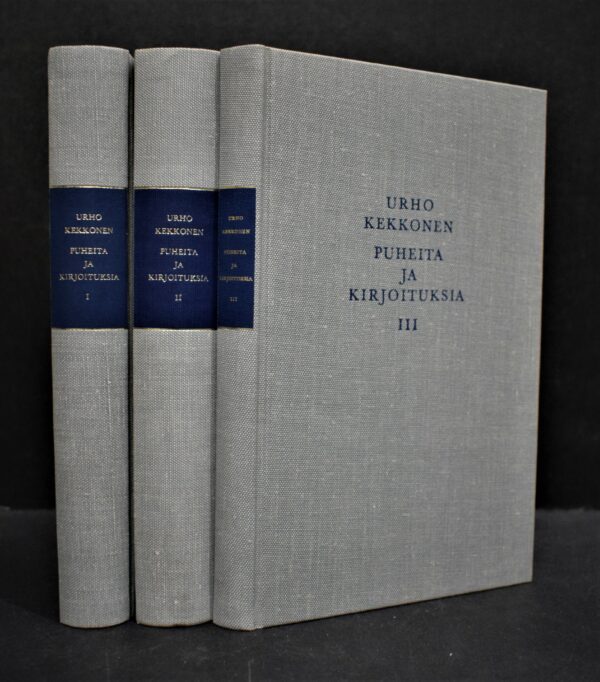 URHO
KEKKONEN
PUHEITA
JA
KIRJOITUKSIA
I
URHO
KEKKONEN
PUHEITA
JA
KIRJOITUKSIA
II
URHO
KEKKONEN
PUHEITA
JA
KIRJOITUKSIA
III
URHO
KEKKONEN
PUHEITA
JA
KIRJOITUKSIA
III